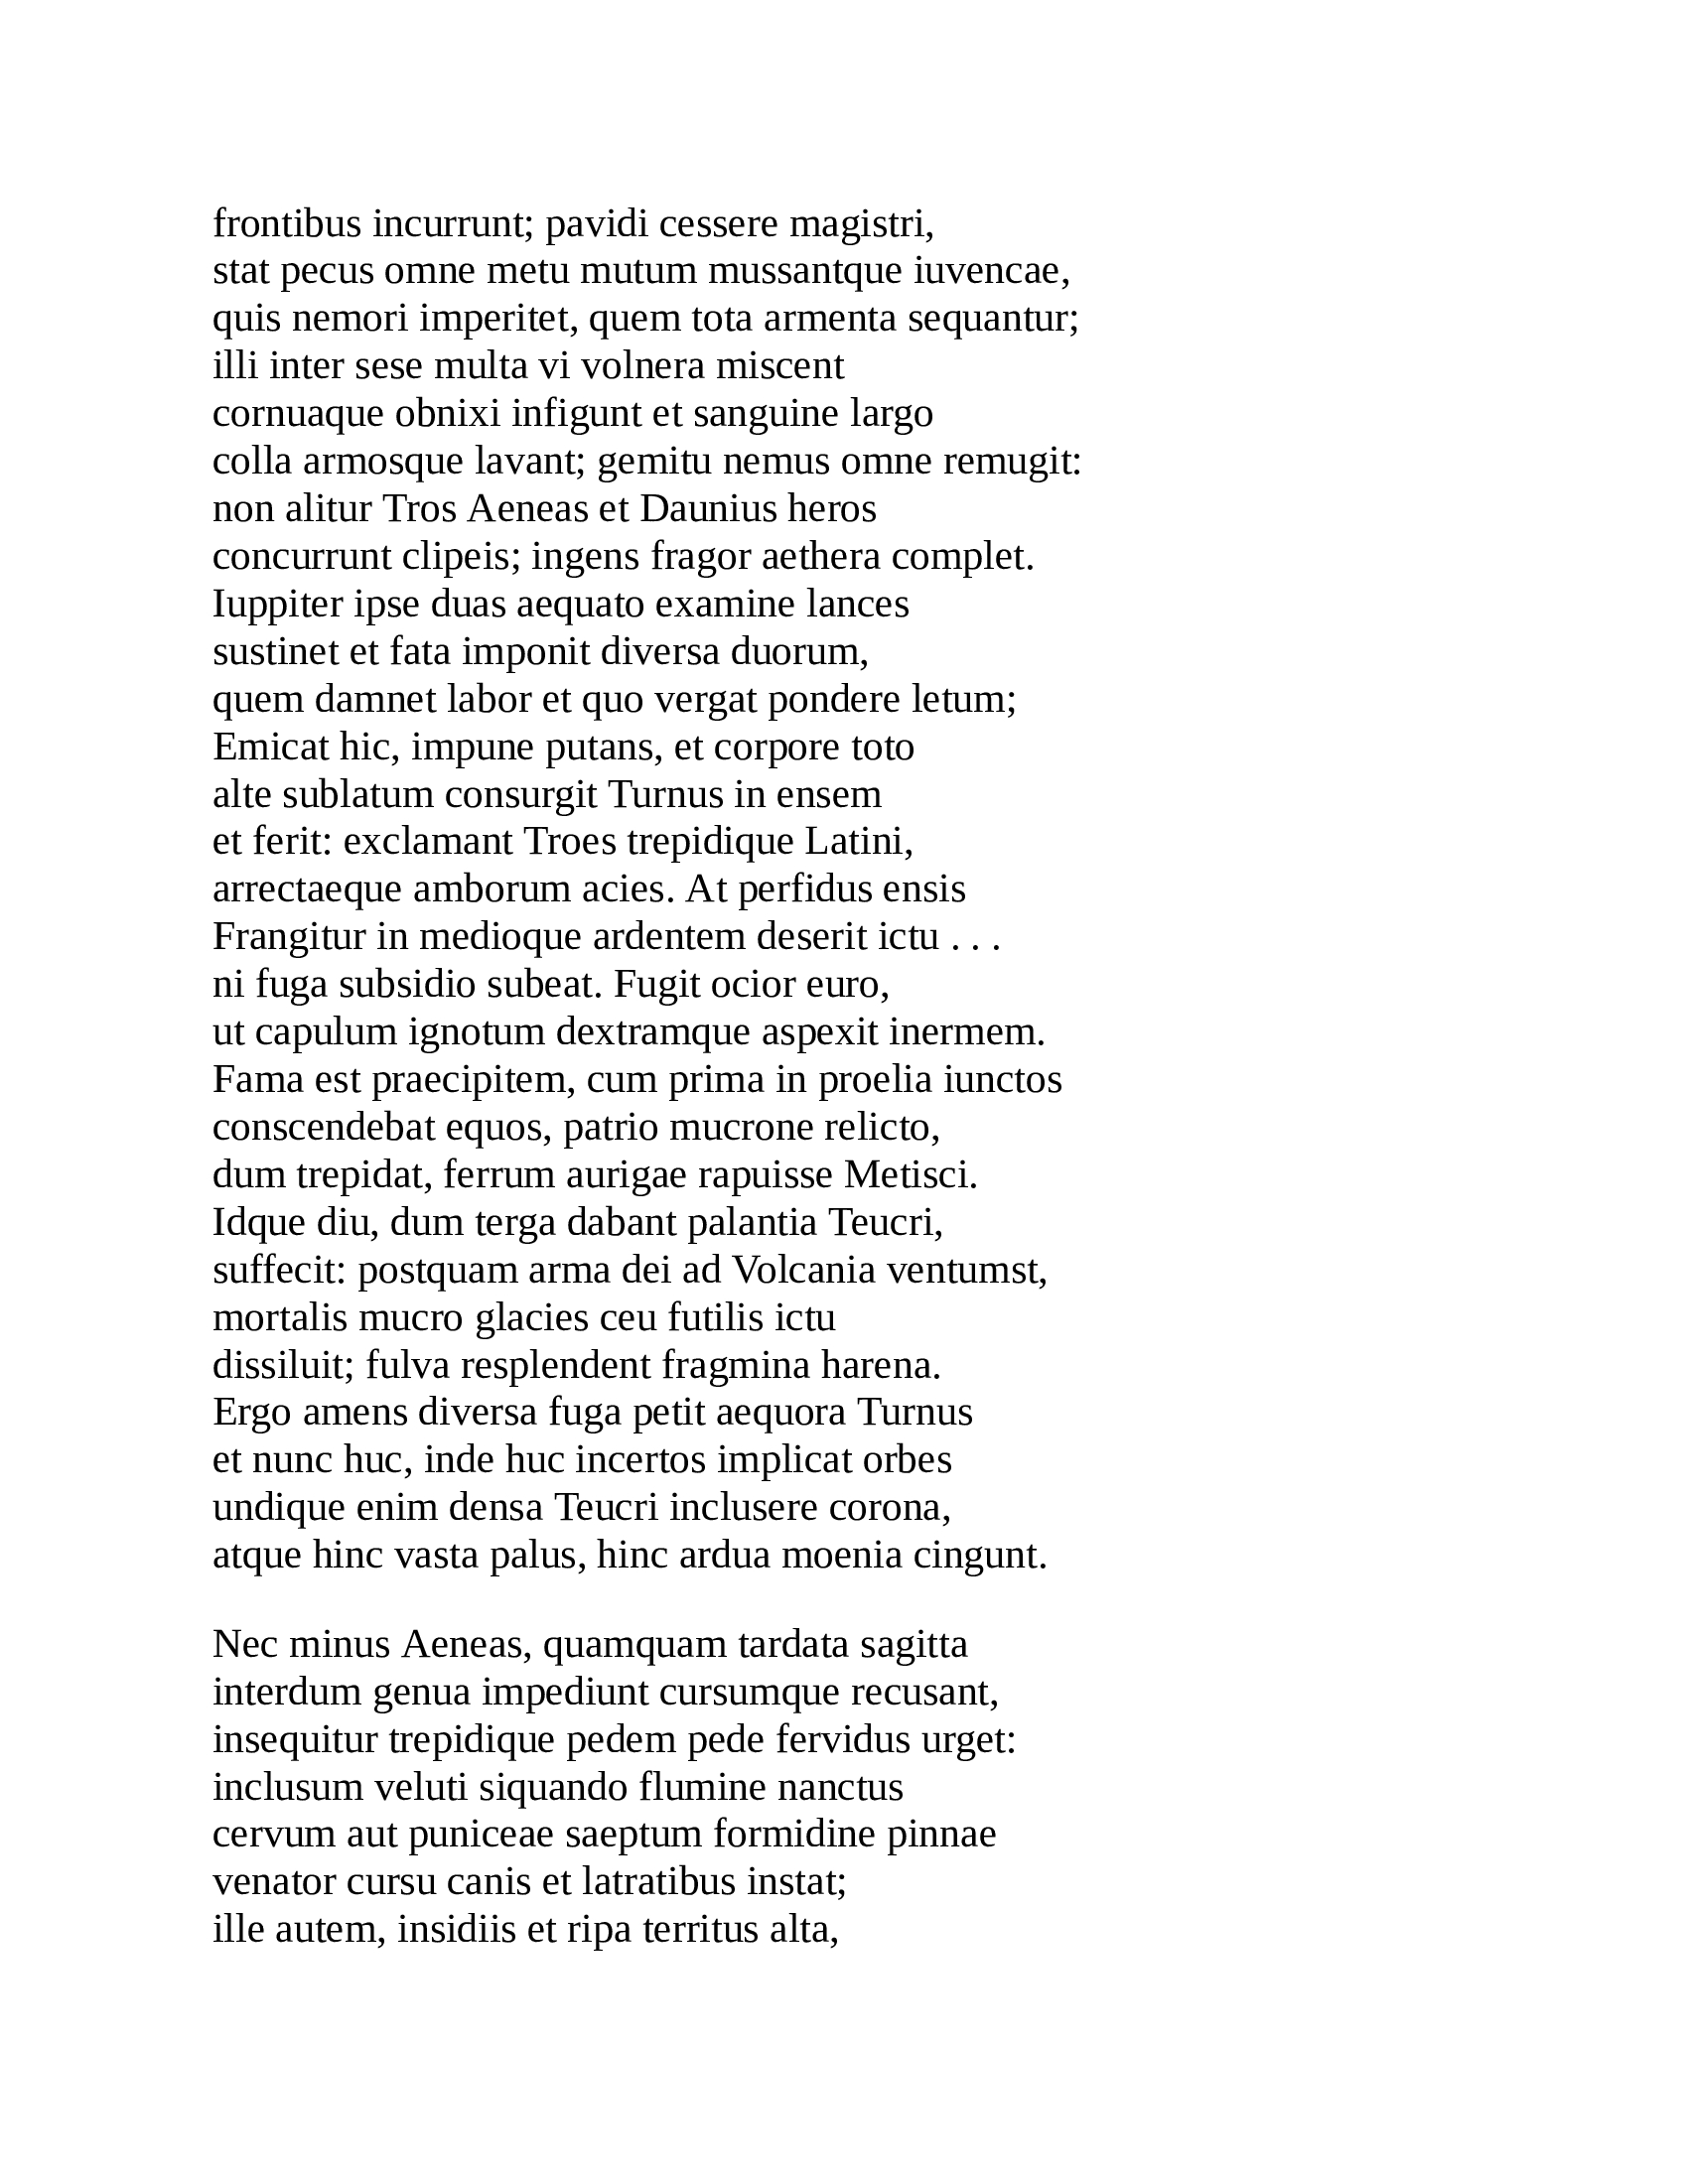 frontibus incurrunt; pavidi cessere magistri,
stat pecus omne metu mutum mussantque iuvencae,
quis nemori imperitet, quem tota armenta sequantur;
illi inter sese multa vi volnera miscent
cornuaque obnixi infigunt et sanguine largo
colla armosque lavant; gemitu nemus omne remugit:
non alitur Tros Aeneas et Daunius heros
concurrunt clipeis; ingens fragor aethera complet.
Iuppiter ipse duas aequato examine lances
sustinet et fata imponit diversa duorum,
quem damnet labor et quo vergat pondere letum;
Emicat hic, impune putans, et corpore toto
alte sublatum consurgit Turnus in ensem
et ferit: exclamant Troes trepidique Latini,
arrectaeque amborum acies. At perfidus ensis
Frangitur in medioque ardentem deserit ictu . . .
ni fuga subsidio subeat. Fugit ocior euro,
ut capulum ignotum dextramque aspexit inermem.
Fama est praecipitem, cum prima in proelia iunctos
conscendebat equos, patrio mucrone relicto,
dum trepidat, ferrum aurigae rapuisse Metisci.
Idque diu, dum terga dabant palantia Teucri,
suffecit: postquam arma dei ad Volcania ventumst,
mortalis mucro glacies ceu futilis ictu
dissiluit; fulva resplendent fragmina harena.
Ergo amens diversa fuga petit aequora Turnus
et nunc huc, inde huc incertos implicat orbes
undique enim densa Teucri inclusere corona,
atque hinc vasta palus, hinc ardua moenia cingunt.

Nec minus Aeneas, quamquam tardata sagitta
interdum genua impediunt cursumque recusant,
insequitur trepidique pedem pede fervidus urget:
inclusum veluti siquando flumine nanctus
cervum aut puniceae saeptum formidine pinnae
venator cursu canis et latratibus instat;
ille autem, insidiis et ripa territus alta,